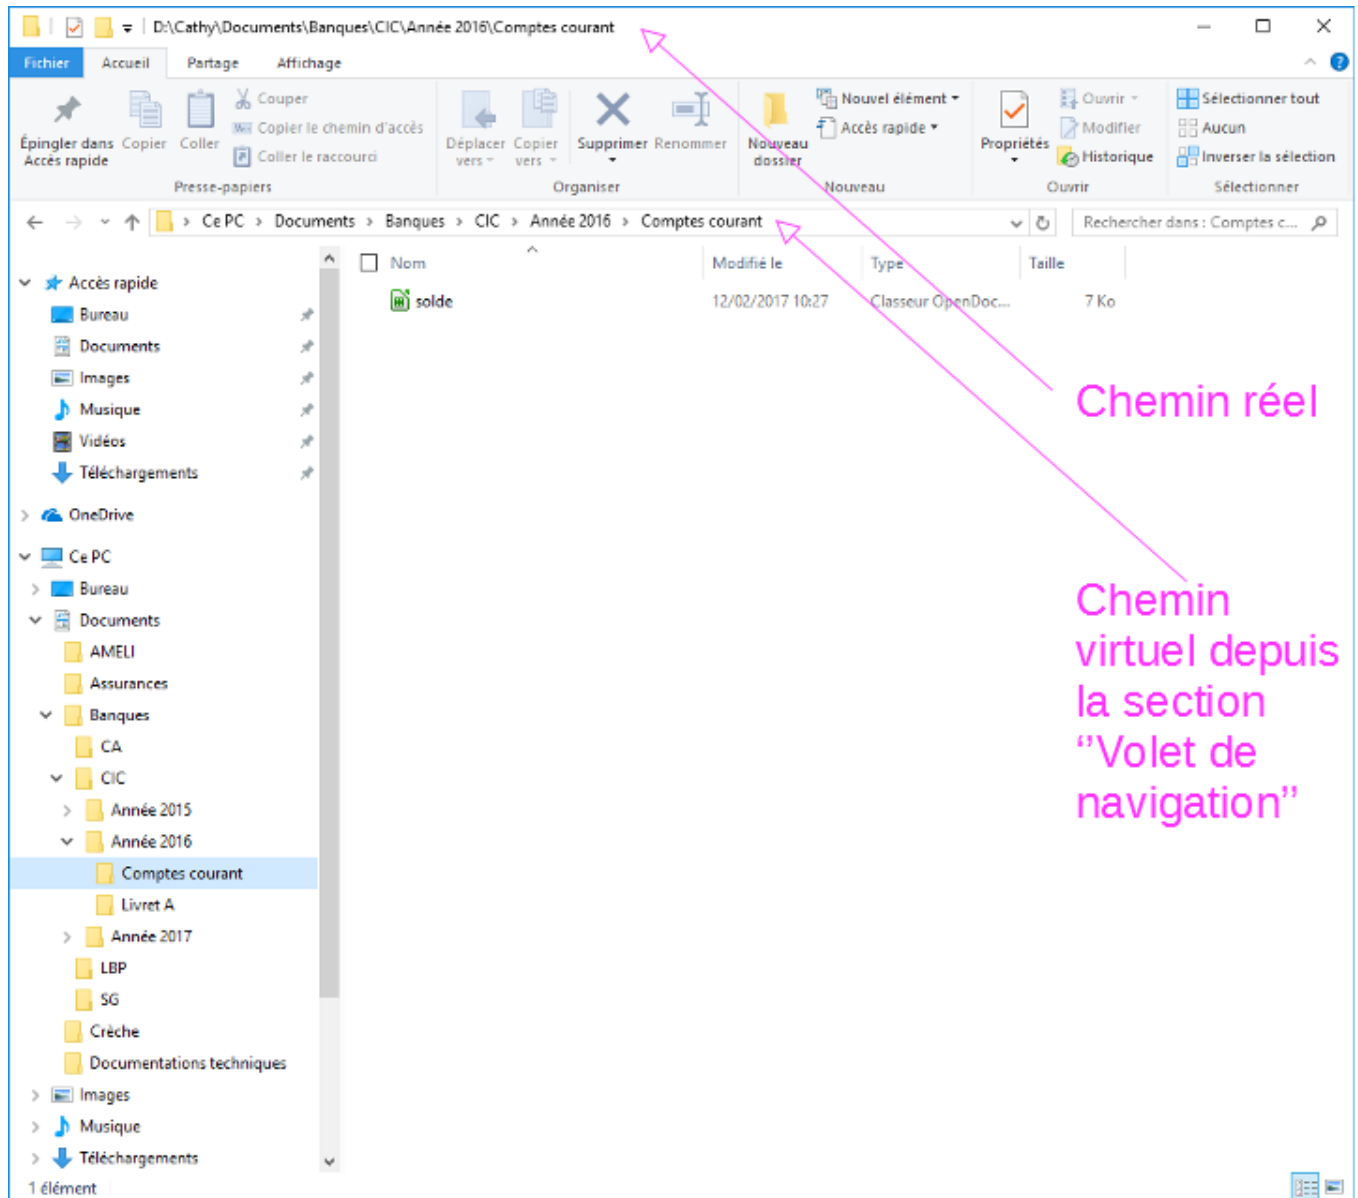 D:\Cathy\Documents\Banques\CIC\Année 2016\Comptes courant
Fichier Accueil Partage Affichage
Épingler dans Accès rapide
Copier
Coller
Couper
Copier le chemin d'accès
Coller le raccourci
Presse-papiers
Déplacer vers
Copier vers
Supprimer
Renommer
Organiser
Nouveau dossier
Nouvel élément
Accès rapide
Nouveau
Propriétés
Ouvrir
Modifier
Historique
Ouvrir
Sélectionner tout
Aucun
Inverser la sélection
Sélectionner
Ce PC > Documents > Banques > CIC > Année 2016 > Comptes courant
Rechercher dans : Comptes c...
Nom Modifié le Type Taille
solde 12/02/2017 10:27 Classeur OpenDoc... 7 Ko
Accès rapide
Bureau
Documents
Images
Musique
Vidéos
Téléchargements
OneDrive
Ce PC
Bureau
Documents
AMELI
Assurances
Banques
CA
CIC
Année 2015
Année 2016
Comptes courant
Livret A
Année 2017
LBP
SG
Crèche
Documentations techniques
Images
Musique
Téléchargements
1 élément
Chemin réel
Chemin
virtuel depuis
la section
‘’Volet de
navigation’’